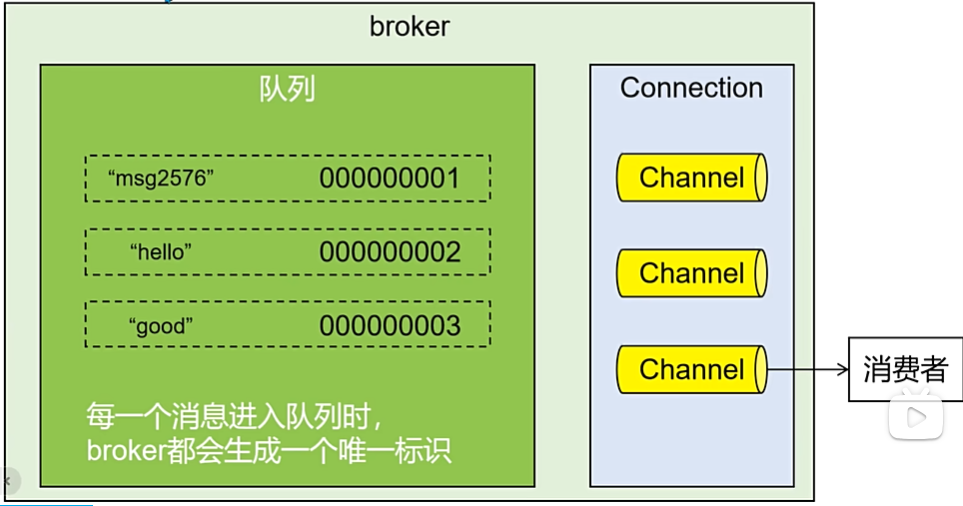 broker
队列
Connection
“msg2576” 000000001
Channel
“hello” 000000002
Channel
“good” 000000003
Channel
消费者
每一个消息进入队列时，
broker都会生成一个唯一标识